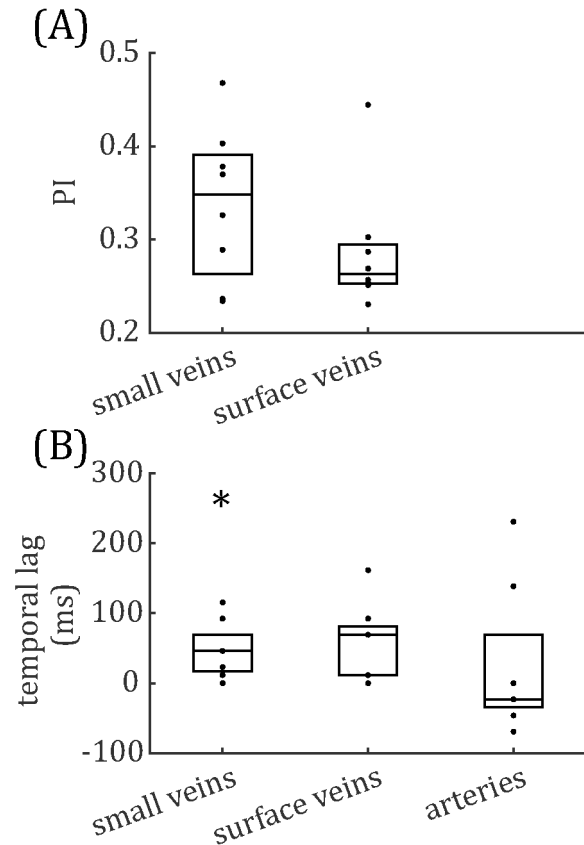 (A)
0.5
0.4
PI
0.3
0.2
small veins
surface veins
(B)
300
*
200
temporal lag
(ms)
100
0
-100
small veins
surface veins
arteries